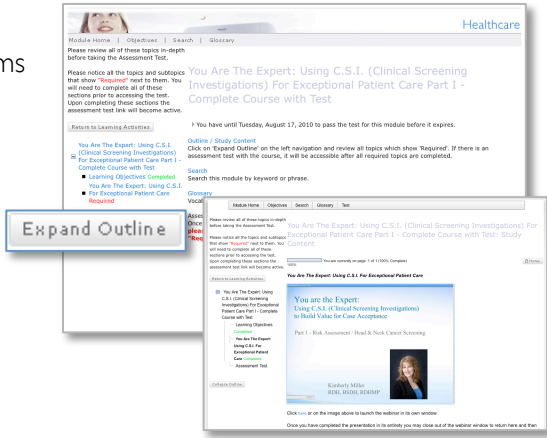 ms
Healthcare
Module Home | Objectives | Search | Glossary
Please review all of these topics in-depth
before taking the Assessment Test.
Please notice all the topics and subtopics
that show "Required" next to them. You
will need to complete all of these
sections prior to accessing the test.
Upon completing these sections the
assessment test link will become active.
Return to Learning Activities
You Are The Expert: Using C.S.I.
(Clinical Screening Investigations)
For Exceptional Patient Care Part I -
Complete Course with Test
Learning Objectives Completed
You Are The Expert: Using C.S.I.
For Exceptional Patient Care
Required
Expand Outline
You Are The Expert: Using C.S.I. (Clinical Screening
Investigations) For Exceptional Patient Care Part I -
Complete Course with Test
You have until Tuesday, August 17, 2010 to pass the test for this module before it expires.
Outline / Study Content
Click on 'Expand Outline' on the left navigation and review all topics which show 'Required'. If there is an
assessment test with the course, it will be accessible after all required topics are completed.
Search
Search this module by keyword or phrase.
Glossary
Module Home Objectives Search Glossary Test
Please review all of these topics in-depth
before taking the Assessment Test.
Please notice all the topics and subtopics
that show "Required" next to them. You
will need to complete all of these
sections prior to accessing the test.
Upon completing these sections the
assessment test link will become active.
Return to Learning Activities
You Are The Expert: Using
C.S.I. (Clinical Screening
Investigations) For Exceptional
Patient Care Part I - Complete
Course with Test
Learning Objectives
Completed
You Are The Expert:
Using C.S.I. For
Exceptional Patient
Care Completed
Assessment Test
Collapse Outline
You Are The Expert: Using C.S.I. (Clinical Screening Investigations) For
Exceptional Patient Care Part I - Complete Course with Test: Study
Content
You are currently on page: 1 of 1 (100% Complete)
100%
Notes
You Are The Expert: Using C.S.I. For Exceptional Patient Care
You are the Expert:
Using C.S.I. (Clinical Screening Investigations)
to Build Value for Case Acceptance
Part 1 - Risk Assessment / Head & Neck Cancer Screening
Kimberly Miller
RDH, BSDH, RDHMP
Click here or on the image above to launch the webinar in its own window.
Once you have completed the presentation in its entirety you may close out of the webinar window to return here and then